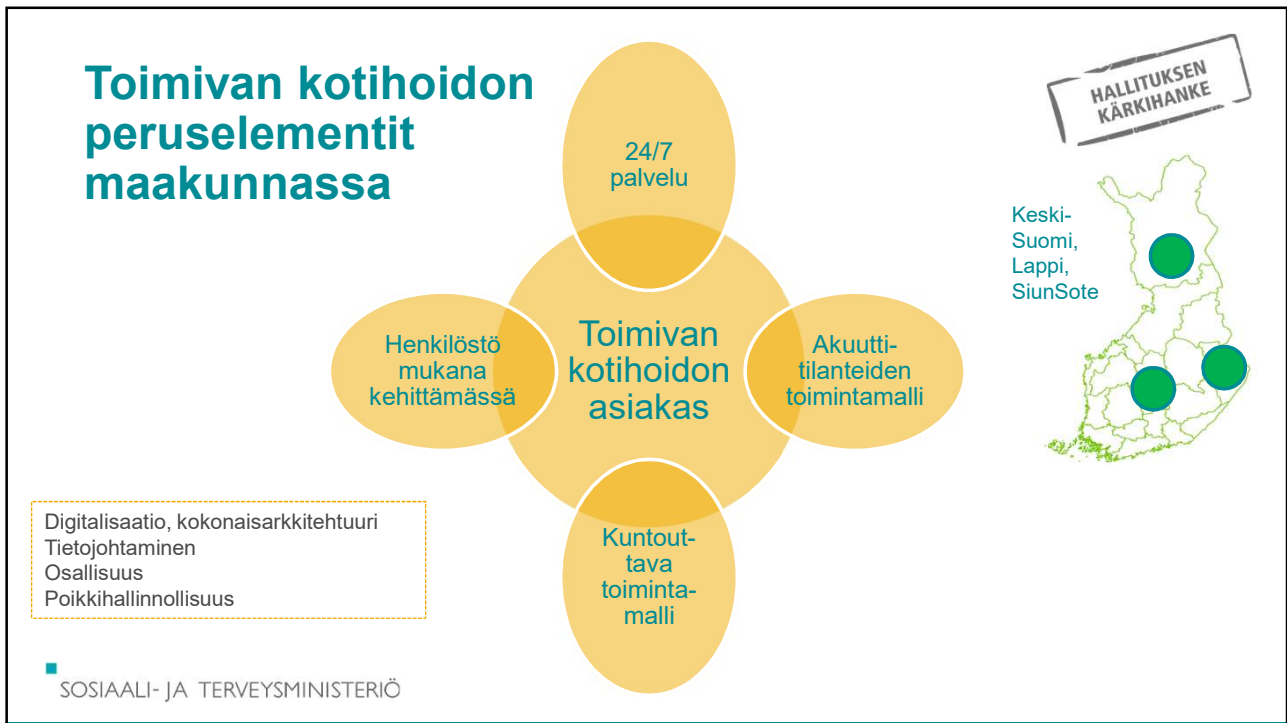 Toimivan kotihoidon
peruselementit
maakunnassa
HALLITUKSEN
KÄRKIHANKE
24/7
palvelu
Keski-
Suomi,
Lappi,
SiunSote
Henkilöstö
mukana
kehittämässä
Toimivan
kotihoidon
asiakas
Akuutti-
tilanteiden
toimintamalli
Kuntout-
tava
toiminta-
malli
Digitalisaatio, kokonaisarkkitehtuuri
Tietojohtaminen
Osallisuus
Poikkihallinnollisuus
SOSIAALI- JA TERVEYSMINISTERIÖ